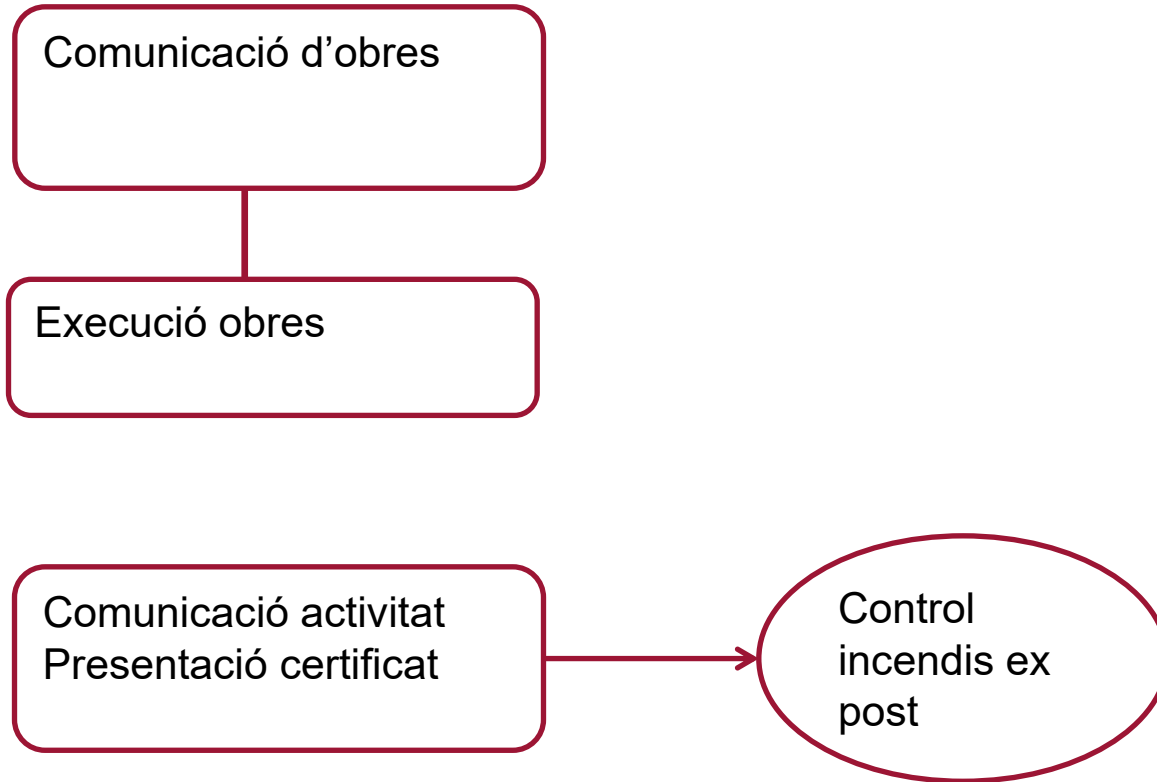 Comunicació d’obres
Execució obres
Comunicació activitat
Presentació certificat
Control
incendis ex
post